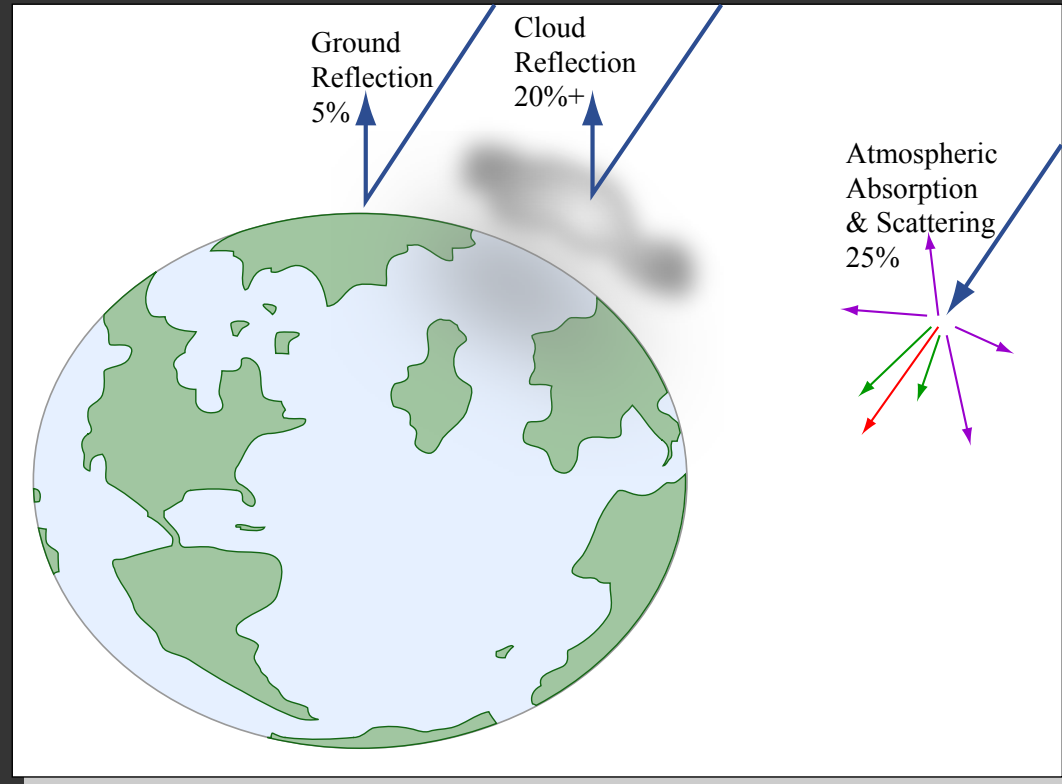 Ground
Reflection
5%
Cloud
Reflection
20%+
Atmospheric
Absorption
& Scattering
25%